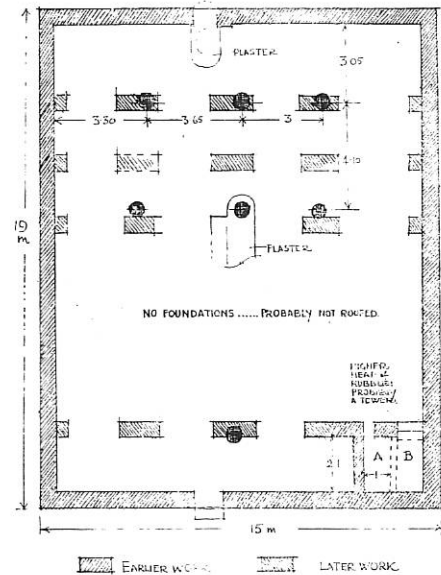 PLASTER
3·05
3·30
3·65
3
19
m
PLASTER
NO FOUNDATIONS ...... PROBABLY NOT ROOFED.
HIGHER
HEAP of
RUBBLE
PROBABLY
A TOWER
2·1
A
B
1
15 m
EARLIER WORK
LATER WORK